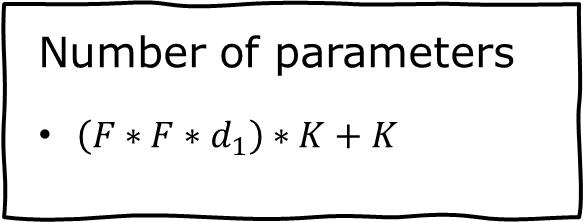 Number of parameters
• (F * F * d₁) * K + K